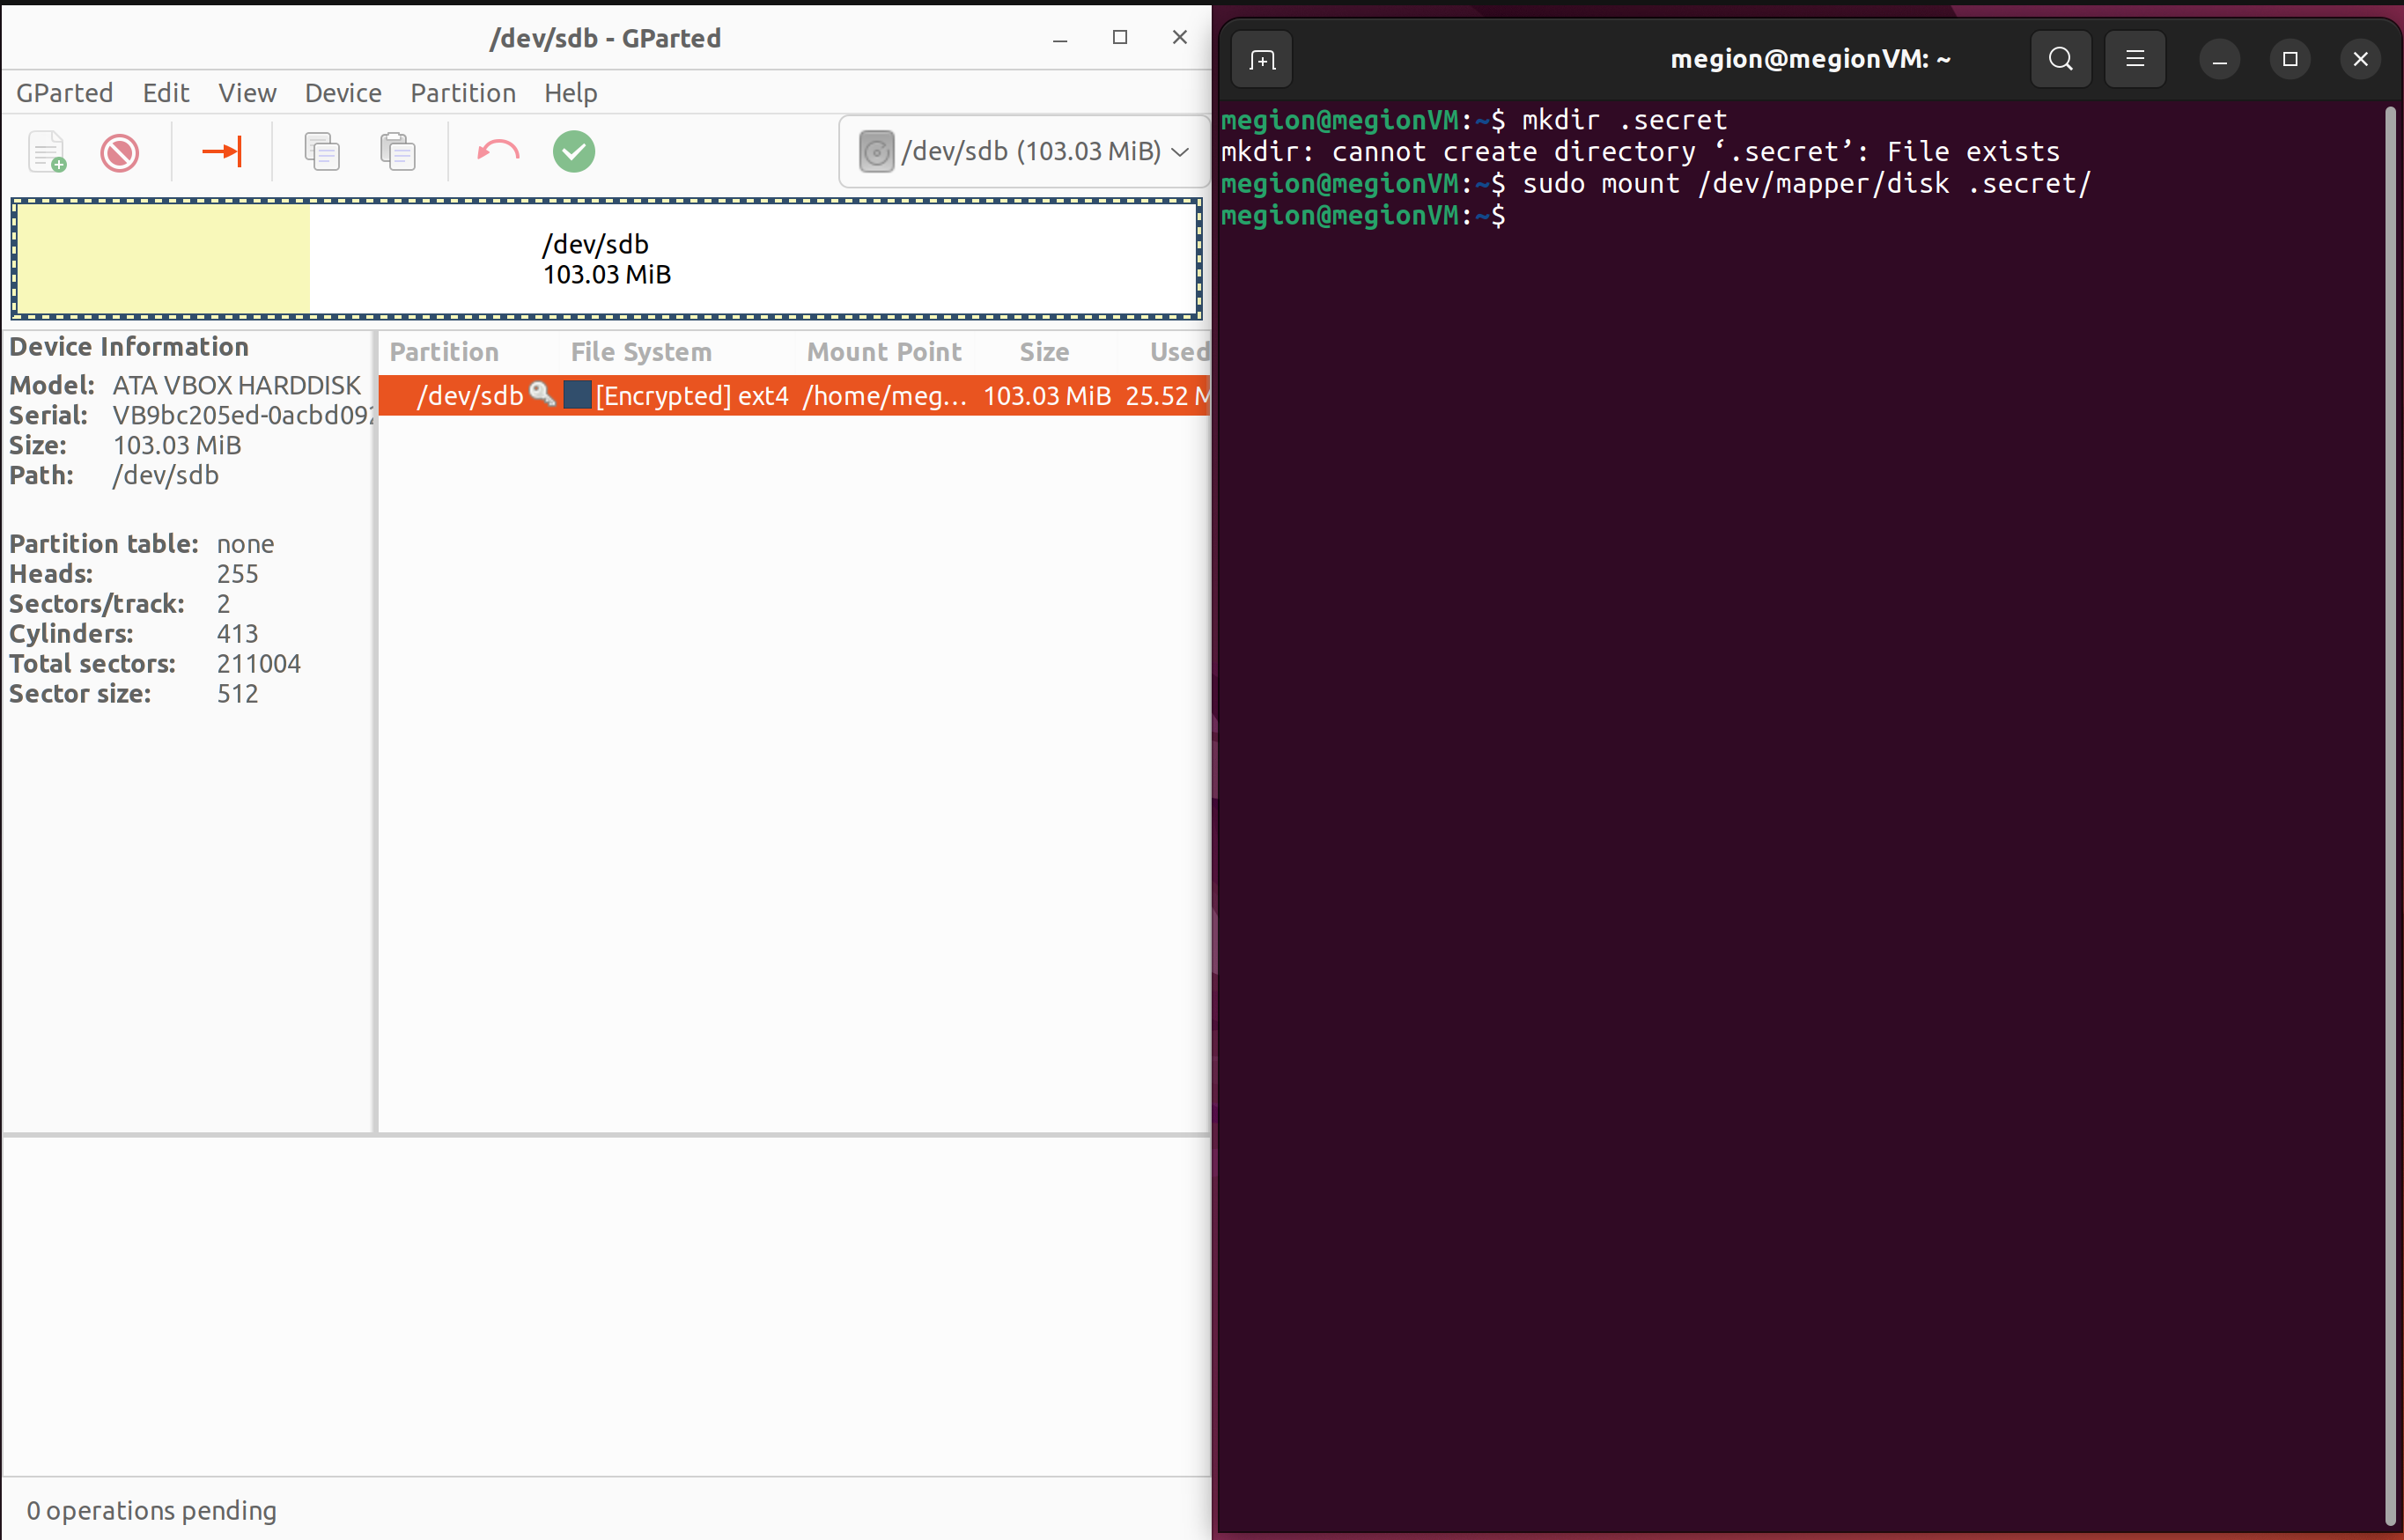 /dev/sdb - GParted
GParted Edit View Device Partition Help
/dev/sdb (103.03 MiB)
/dev/sdb
103.03 MiB
Device Information
Model: ATA VBOX HARDDISK
Serial: VB9bc205ed-0acbd092
Size: 103.03 MiB
Path: /dev/sdb
Partition table: none
Heads: 255
Sectors/track: 2
Cylinders: 413
Total sectors: 211004
Sector size: 512
Partition File System Mount Point Size Used
/dev/sdb [Encrypted] ext4 /home/meg... 103.03 MiB 25.52 M
0 operations pending
megion@megionVM: ~
megion@megionVM:~$ mkdir .secret
mkdir: cannot create directory ‘.secret’: File exists
megion@megionVM:~$ sudo mount /dev/mapper/disk .secret/
megion@megionVM:~$